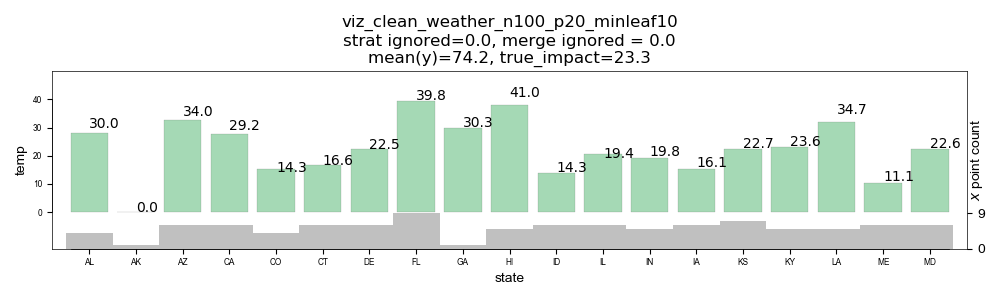 viz_clean_weather_n100_p20_minleaf10
strat ignored=0.0, merge ignored = 0.0
mean(y)=74.2, true_impact=23.3
temp
40
30
20
10
0
30.0 0.0 34.0 29.2 14.3 16.6 22.5 39.8 30.3 41.0 14.3 19.4 19.8 16.1 22.7 23.6 34.7 11.1 22.6
x point count
9
0
AL AK AZ CA CO CT DE FL GA HI ID IL IN IA KS KY LA ME MD
state